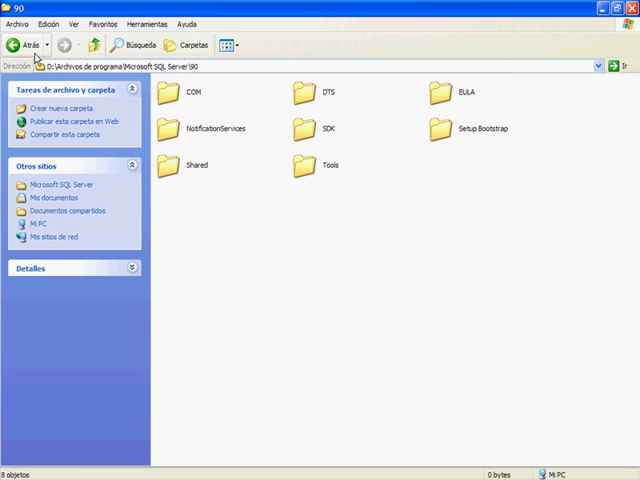 90
Archivo Edición Ver Favoritos Herramientas Ayuda
Atrás Búsqueda Carpetas
Dirección D:\Archivos de programa\Microsoft SQL Server\90 Ir
Tareas de archivo y carpeta
Crear nueva carpeta
Publicar esta carpeta en Web
Compartir esta carpeta
Otros sitios
Microsoft SQL Server
Mis documentos
Documentos compartidos
Mi PC
Mis sitios de red
Detalles
COM DTS EULA
NotificationServices SDK Setup Bootstrap
Shared Tools
8 objetos 0 bytes Mi PC